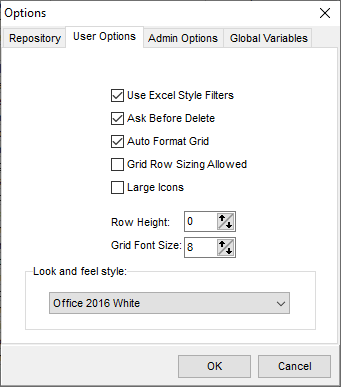 Options
Repository User Options Admin Options Global Variables
Use Excel Style Filters
Ask Before Delete
Auto Format Grid
Grid Row Sizing Allowed
Large Icons
Row Height: 0
Grid Font Size: 8
Look and feel style:
Office 2016 White
OK Cancel